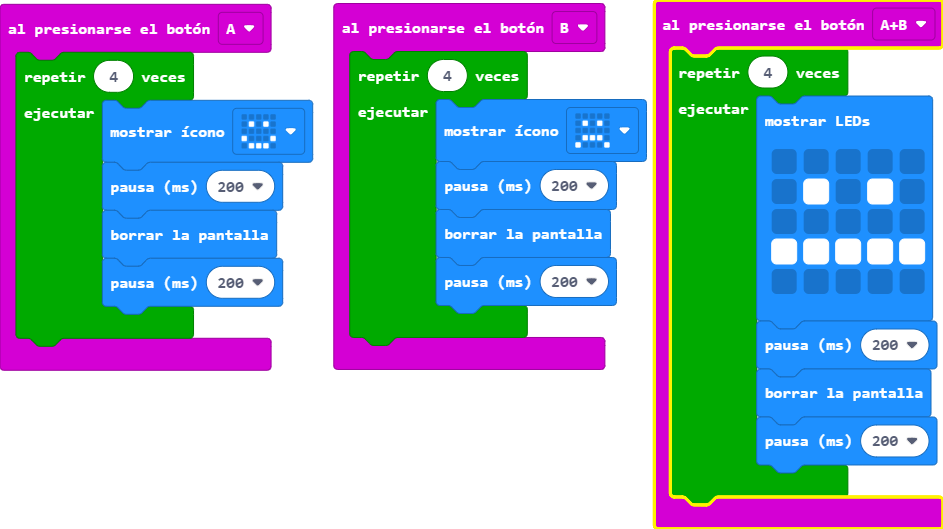 al presionarse el botón A
repetir 4 veces
ejecutar
mostrar ícono
pausa (ms) 200
borrar la pantalla
pausa (ms) 200
al presionarse el botón B
repetir 4 veces
ejecutar
mostrar ícono
pausa (ms) 200
borrar la pantalla
pausa (ms) 200
al presionarse el botón A+B
repetir 4 veces
ejecutar
mostrar LEDs
pausa (ms) 200
borrar la pantalla
pausa (ms) 200